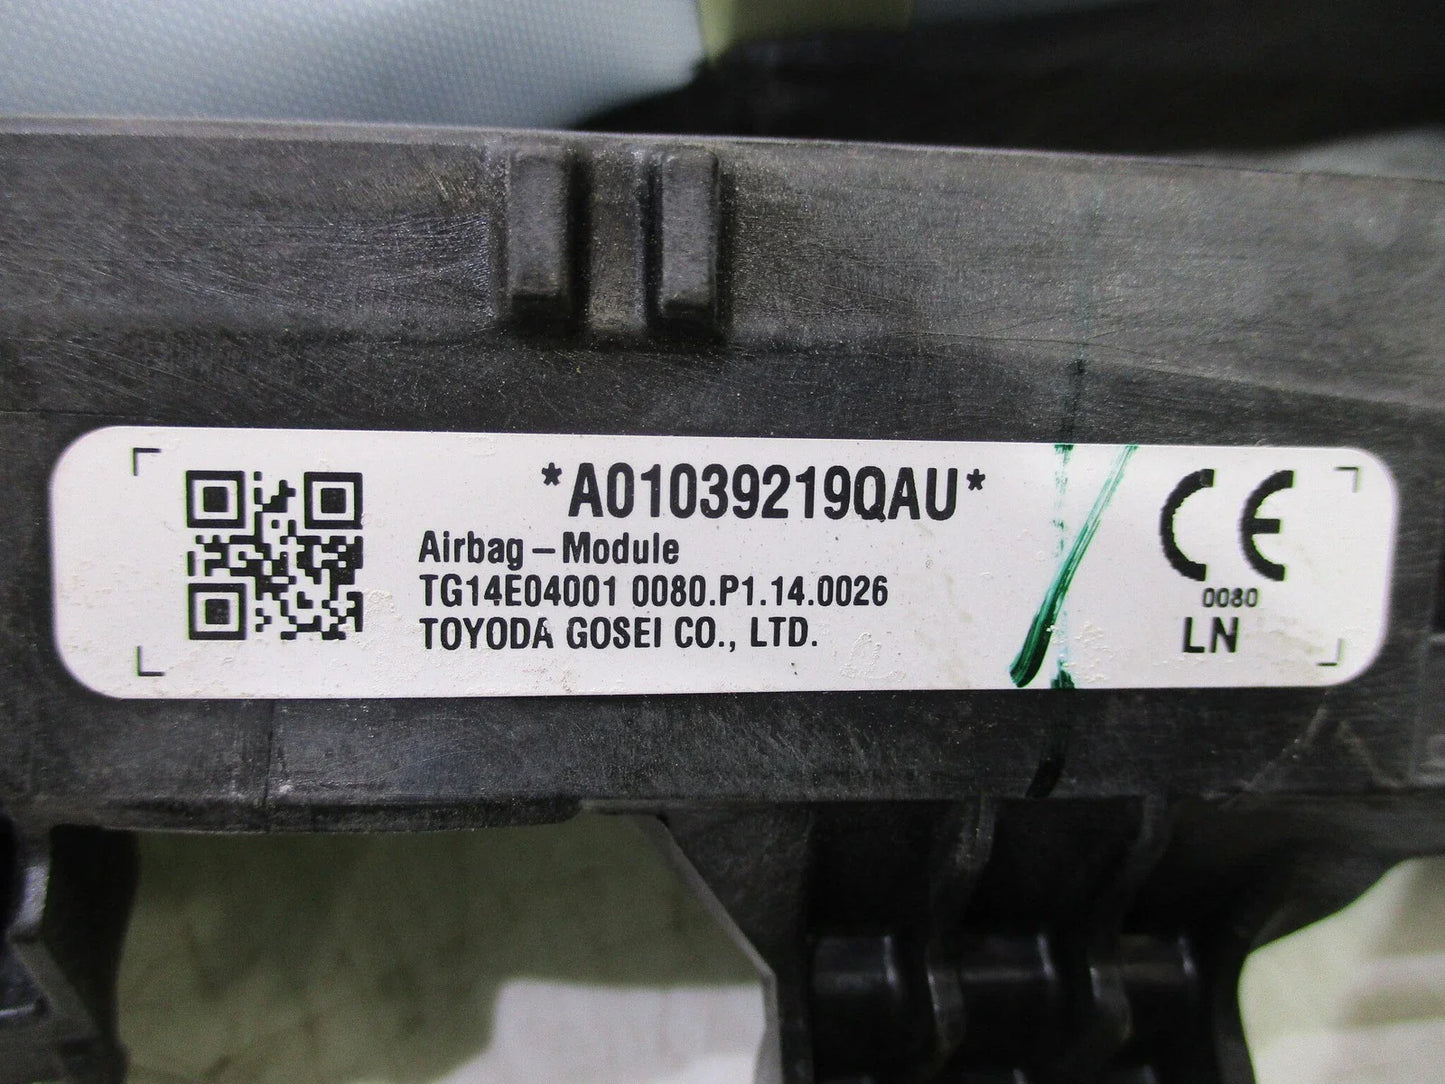 *A01039219QAU*
Airbag – Module
TG14E04001 0080.P1.14.0026
TOYODA GOSEI CO., LTD.
CE
0080
LN